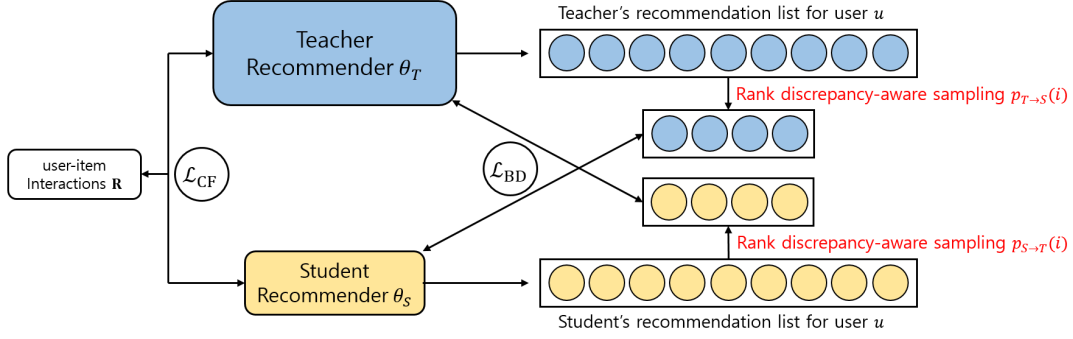 Teacher's recommendation list for user u
Teacher
Recommender θ_T
Rank discrepancy-aware sampling p_{T→S}(i)
user-item
Interactions R
ℒ_CF
ℒ_BD
Rank discrepancy-aware sampling p_{S→T}(i)
Student
Recommender θ_S
Student's recommendation list for user u